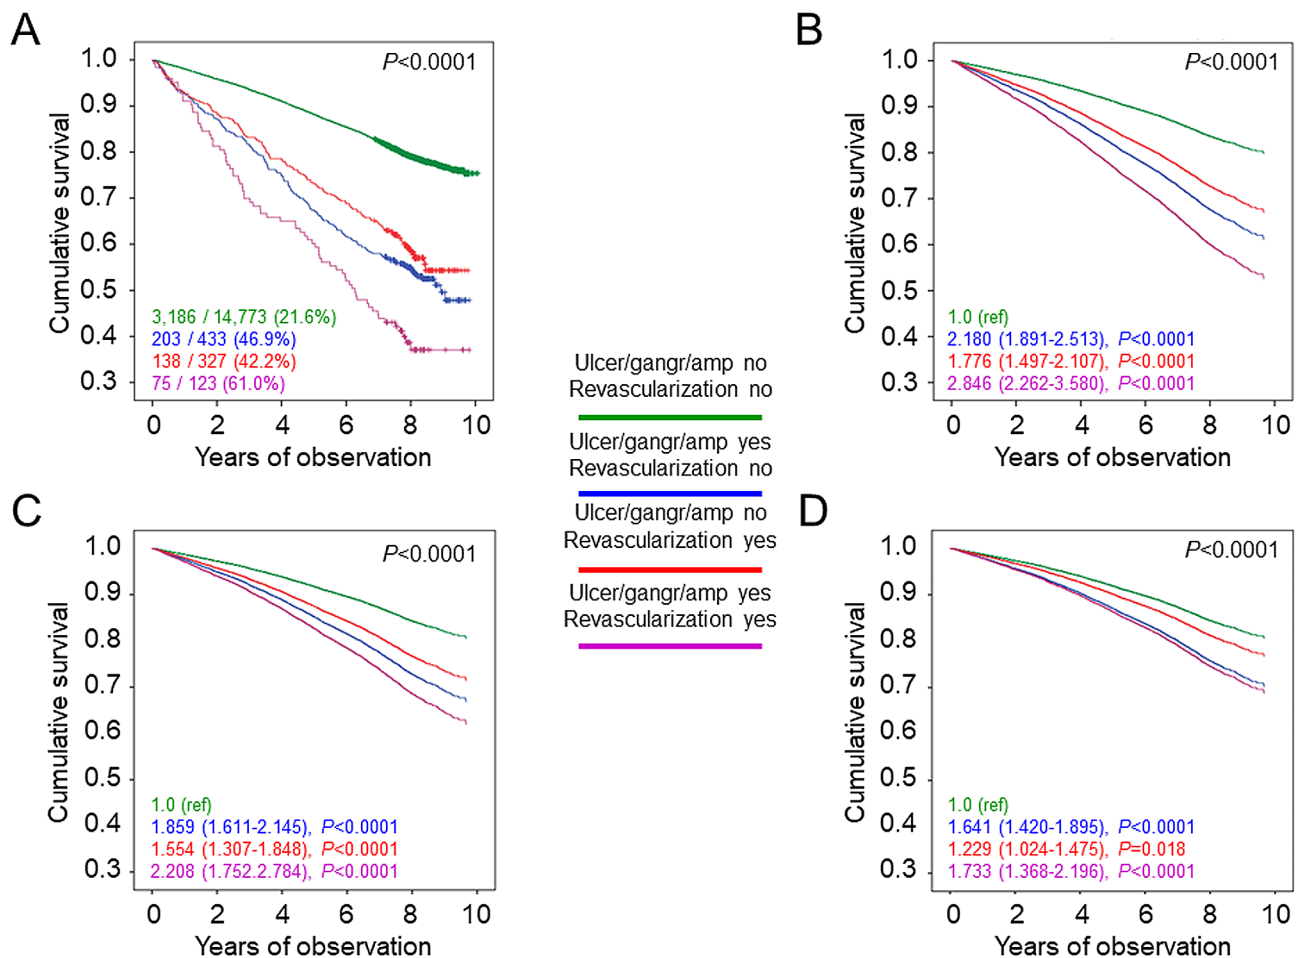 A
P<0.0001
Cumulative survival
1.0
0.9
0.8
0.7
0.6
0.5
0.4
0.3
3,186 / 14,773 (21.6%)
203 / 433 (46.9%)
138 / 327 (42.2%)
75 / 123 (61.0%)
0 2 4 6 8 10
Years of observation
B
P<0.0001
Cumulative survival
1.0
0.9
0.8
0.7
0.6
0.5
0.4
0.3
1.0 (ref)
2.180 (1.891-2.513), P<0.0001
1.776 (1.497-2.107), P<0.0001
2.846 (2.262-3.580), P<0.0001
0 2 4 6 8 10
Years of observation
Ulcer/gangr/amp no
Revascularization no
Ulcer/gangr/amp yes
Revascularization no
Ulcer/gangr/amp no
Revascularization yes
Ulcer/gangr/amp yes
Revascularization yes
C
P<0.0001
Cumulative survival
1.0
0.9
0.8
0.7
0.6
0.5
0.4
0.3
1.0 (ref)
1.859 (1.611-2.145), P<0.0001
1.554 (1.307-1.848), P<0.0001
2.208 (1.752.2.784), P<0.0001
0 2 4 6 8 10
Years of observation
D
P<0.0001
Cumulative survival
1.0
0.9
0.8
0.7
0.6
0.5
0.4
0.3
1.0 (ref)
1.641 (1.420-1.895), P<0.0001
1.229 (1.024-1.475), P=0.018
1.733 (1.368-2.196), P<0.0001
0 2 4 6 8 10
Years of observation